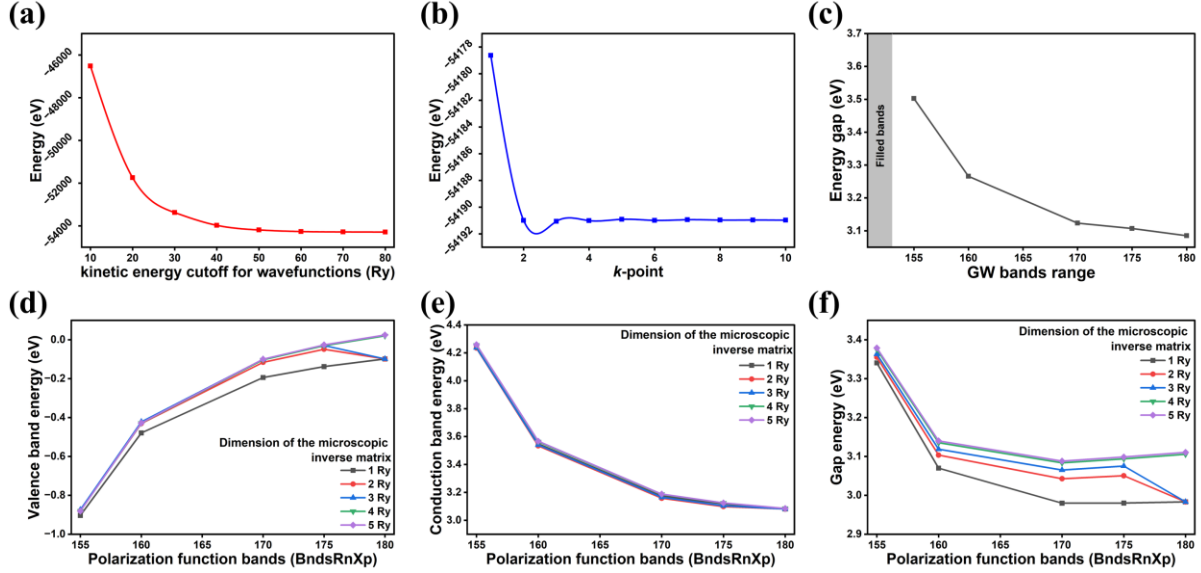 (a)
Energy (eV)
−46000
−48000
−50000
−52000
−54000
10 20 30 40 50 60 70 80
kinetic energy cutoff for wavefunctions (Ry)
(b)
Energy (eV)
−54178
−54180
−54182
−54184
−54186
−54188
−54190
−54192
2 4 6 8 10
k-point
(c)
Energy gap (eV)
3.7
3.6
3.5
3.4
3.3
3.2
3.1
Filled bands
155 160 165 170 175 180
GW bands range
(d)
Valence band energy (eV)
0.0
−0.2
−0.4
−0.6
−0.8
−1.0
Dimension of the microscopic
inverse matrix
1 Ry
2 Ry
3 Ry
4 Ry
5 Ry
155 160 165 170 175 180
Polarization function bands (BndsRnXp)
(e)
Conduction band energy (eV)
4.4
4.2
4.0
3.8
3.6
3.4
3.2
3.0
Dimension of the microscopic
inverse matrix
1 Ry
2 Ry
3 Ry
4 Ry
5 Ry
155 160 165 170 175 180
Polarization function bands (BndsRnXp)
(f)
Gap energy (eV)
3.4
3.3
3.2
3.1
3.0
2.9
Dimension of the microscopic
inverse matrix
1 Ry
2 Ry
3 Ry
4 Ry
5 Ry
155 160 165 170 175 180
Polarization function bands (BndsRnXp)